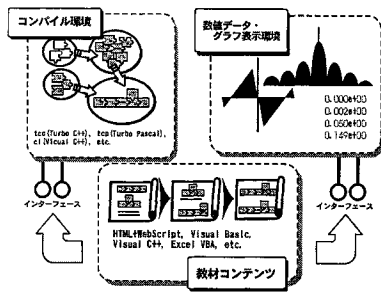 コンパイル環境
tcc(Turbo C++), tcp(Turbo Pascal),
cl(Visual C++), etc.
数値データ・
グラフ表示環境
0.000e+00
0.002e+00
0.050e+00
0.149e+00
インターフェース
インターフェース
HTML+WebScript, Visual Basic,
Visual C++, Excel VBA, etc.
教材コンテンツ